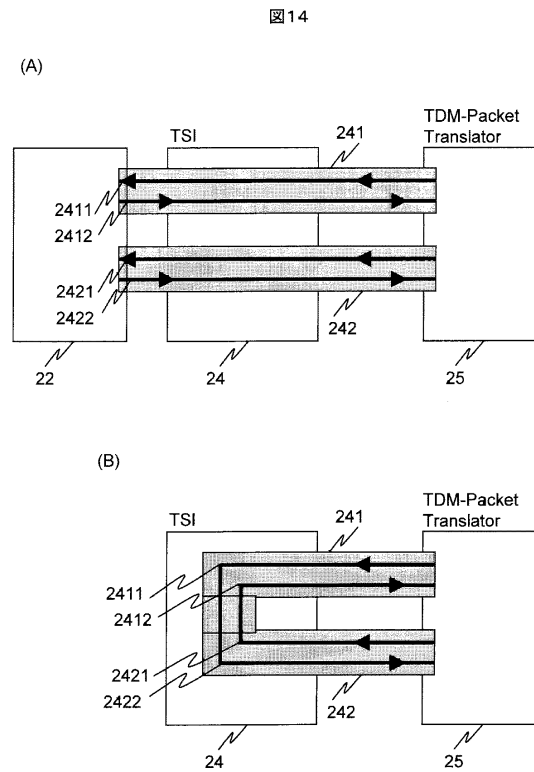 図14
(A)
TSI
241
TDM-Packet
Translator
2411
2412
2421
2422
242
22
24
25
(B)
TSI
241
TDM-Packet
Translator
2411
2412
2421
2422
242
24
25